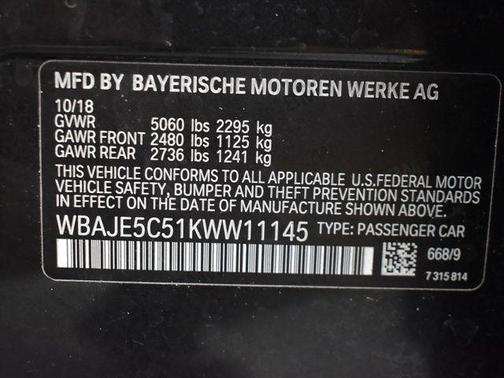 MFD BY BAYERISCHE MOTOREN WERKE AG
10/18
GVWR 5060 lbs 2295 kg
GAWR FRONT 2480 lbs 1125 kg
GAWR REAR 2736 lbs 1241 kg
THIS VEHICLE CONFORMS TO ALL APPLICABLE U.S.FEDERAL MOTOR
VEHICLE SAFETY, BUMPER AND THEFT PREVENTION STANDARDS
IN EFFECT ON THE DATE OF MANUFACTURE SHOWN ABOVE.
WBAJE5C51KWW11145 TYPE: PASSENGER CAR
668/9
7 315 814